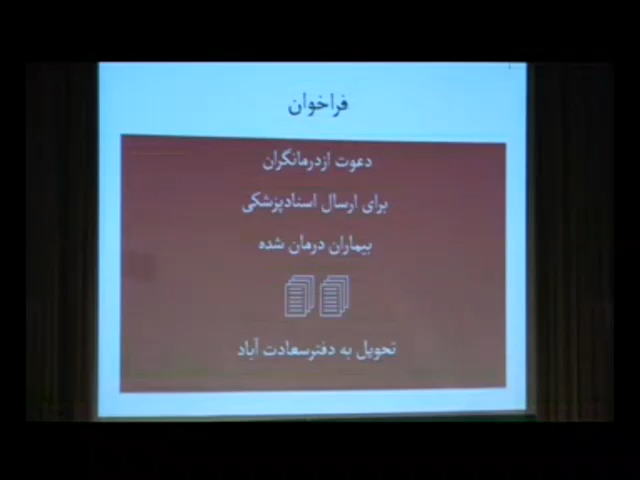 فراخوان
دعوت ازدرمانگران
برای ارسال اسنادپزشکی
بیماران درمان شده
تحویل به دفترسعادت آباد